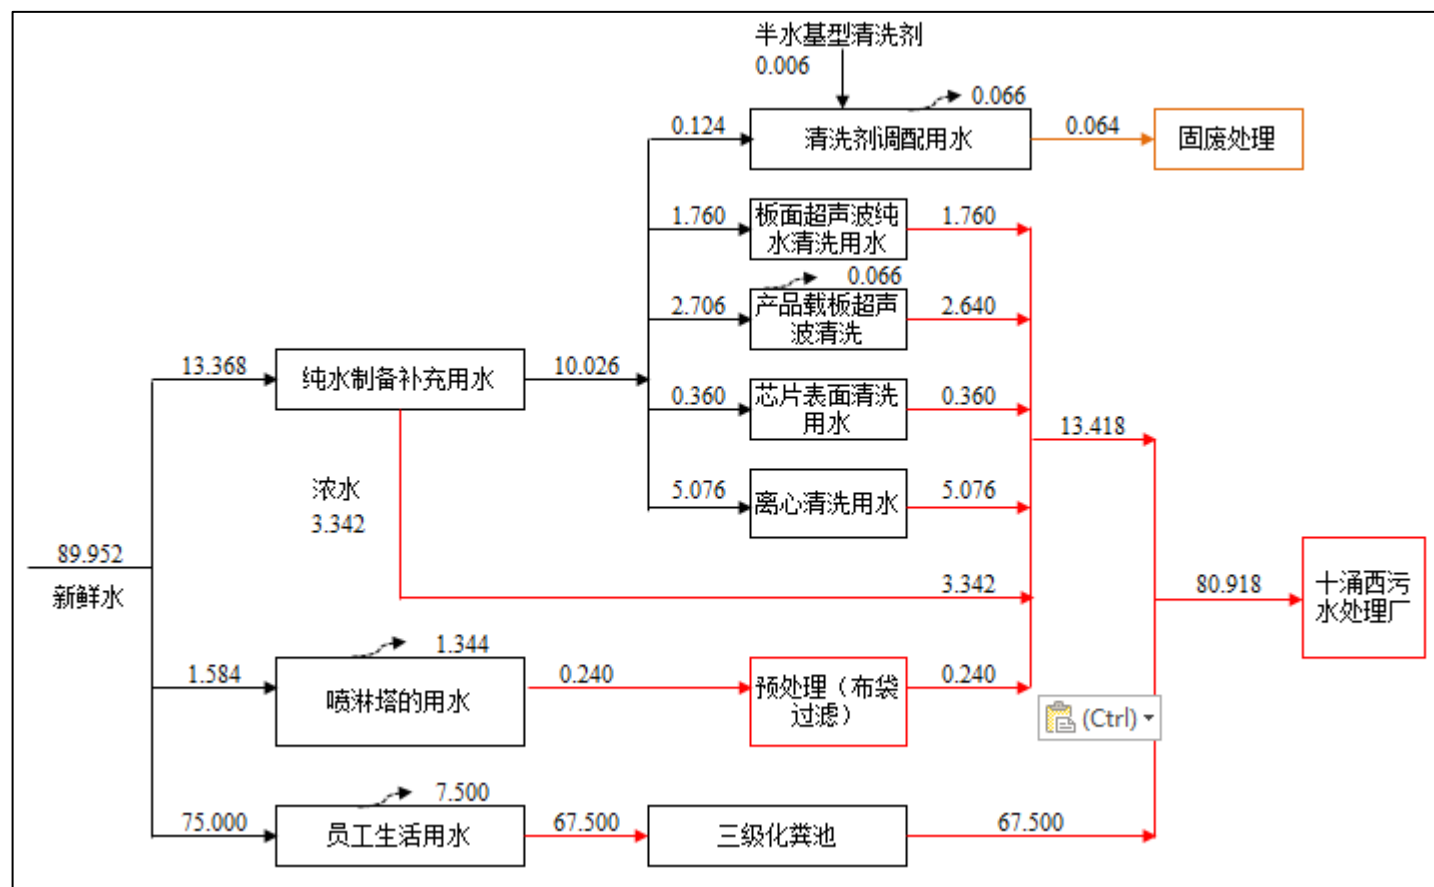 半水基型清洗剂
0.006
0.066
0.124
清洗剂调配用水
0.064
固废处理
1.760
板面超声波纯
水清洗用水
1.760
0.066
2.706
产品载板超声
波清洗
2.640
13.368
纯水制备补充用水
10.026
0.360
芯片表面清洗
用水
0.360
13.418
浓水
3.342
5.076
离心清洗用水
5.076
89.952
新鲜水
3.342
80.918
十涌西污
水处理厂
1.344
1.584
喷淋塔的用水
0.240
预处理（布袋
过滤）
0.240
(Ctrl)
7.500
75.000
员工生活用水
67.500
三级化粪池
67.500